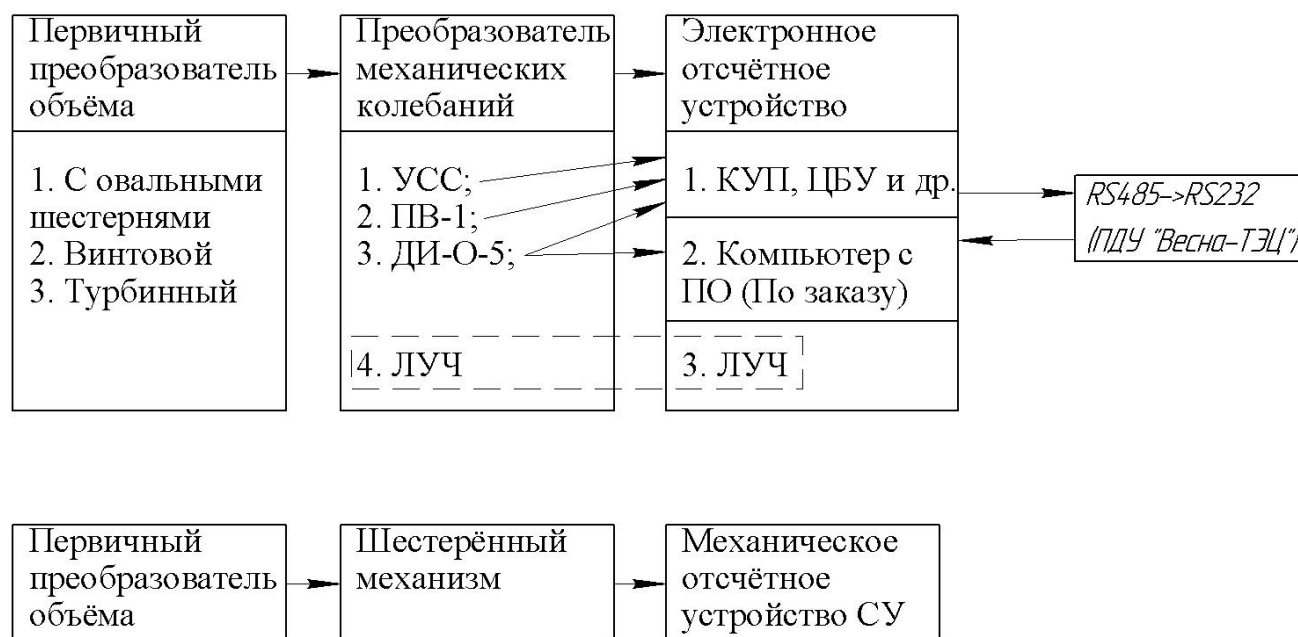 Первичный
преобразователь
объёма
Преобразователь
механических
колебаний
Электронное
отсчётное
устройство
1. С овальными
шестернями
2. Винтовой
3. Турбинный
1. УСС;
2. ПВ-1;
3. ДИ-О-5;
4. ЛУЧ
1. КУП, ЦБУ и др.
2. Компьютер с
ПО (По заказу)
3. ЛУЧ
RS485->RS232
(ПДУ "Весна-ТЭЦ")
Первичный
преобразователь
объёма
Шестерённый
механизм
Механическое
отсчётное
устройство СУ